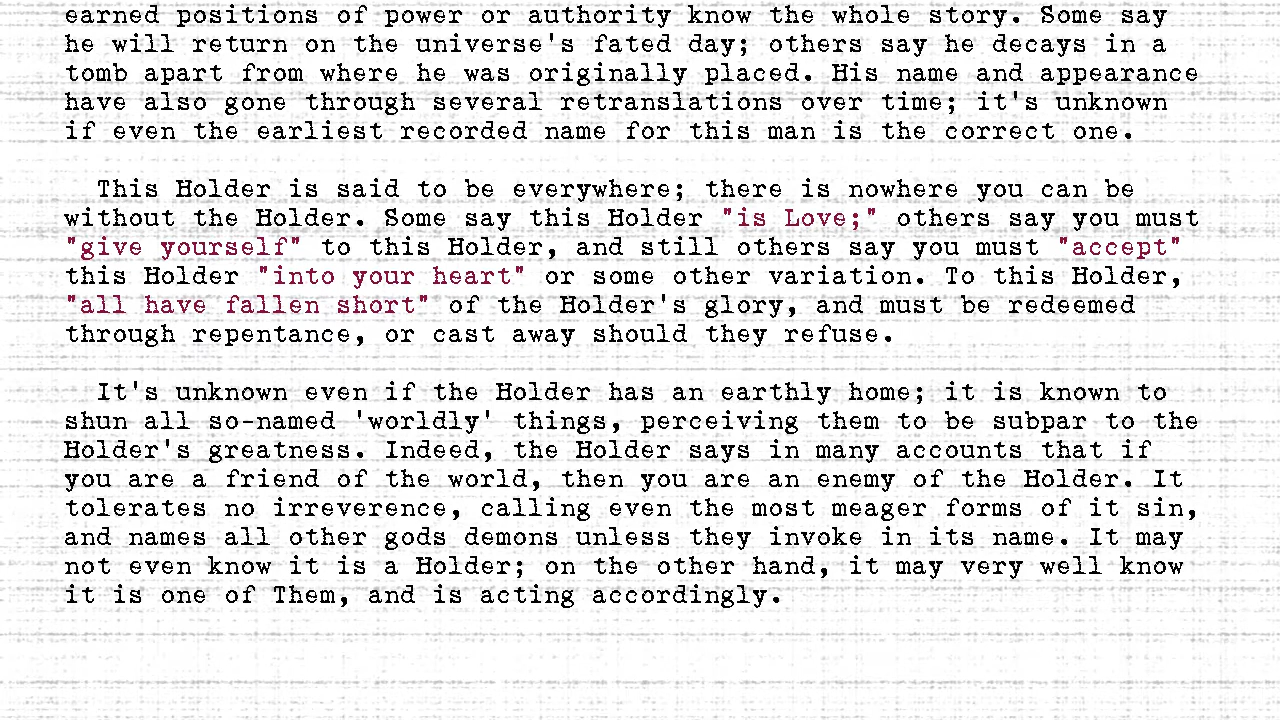 earned positions of power or authority know the whole story. Some say
he will return on the universe's fated day; others say he decays in a
tomb apart from where he was originally placed. His name and appearance
have also gone through several retranslations over time; it's unknown
if even the earliest recorded name for this man is the correct one.
This Holder is said to be everywhere; there is nowhere you can be
without the Holder. Some say this Holder "is Love;" others say you must
"give yourself" to this Holder, and still others say you must "accept"
this Holder "into your heart" or some other variation. To this Holder,
"all have fallen short" of the Holder's glory, and must be redeemed
through repentance, or cast away should they refuse.
It's unknown even if the Holder has an earthly home; it is known to
shun all so-named 'worldly' things, perceiving them to be subpar to the
Holder's greatness. Indeed, the Holder says in many accounts that if
you are a friend of the world, then you are an enemy of the Holder. It
tolerates no irreverence, calling even the most meager forms of it sin,
and names all other gods demons unless they invoke in its name. It may
not even know it is a Holder; on the other hand, it may very well know
it is one of Them, and is acting accordingly.